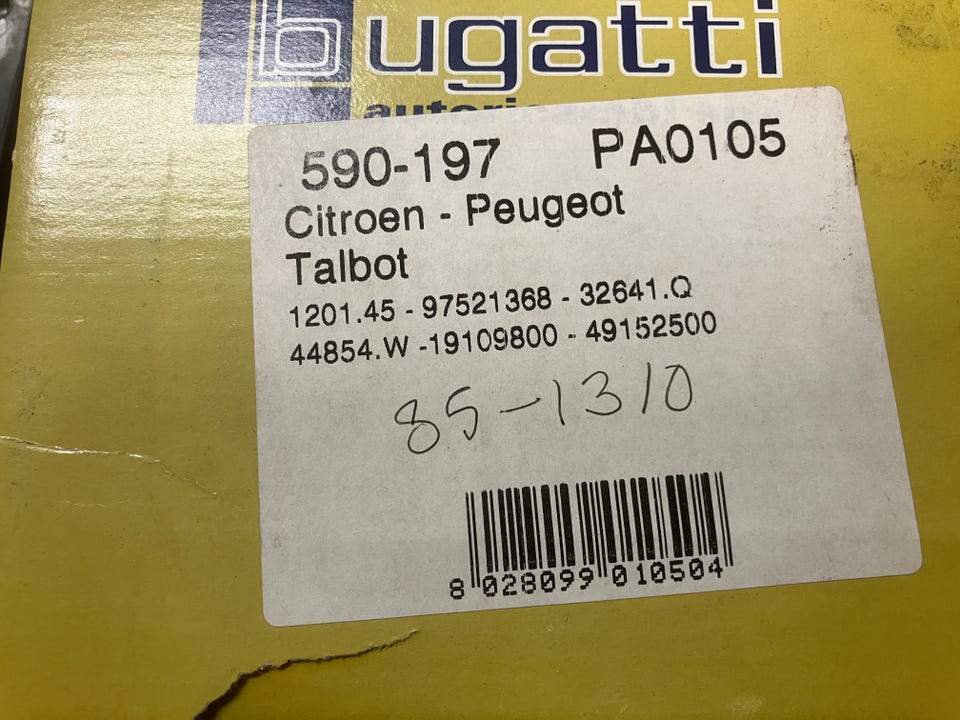 bugatti
590-197 PA0105
Citroen - Peugeot
Talbot
1201.45 - 97521368 - 32641.Q
44854.W -19109800 - 49152500
85-1310
8 028099 010504